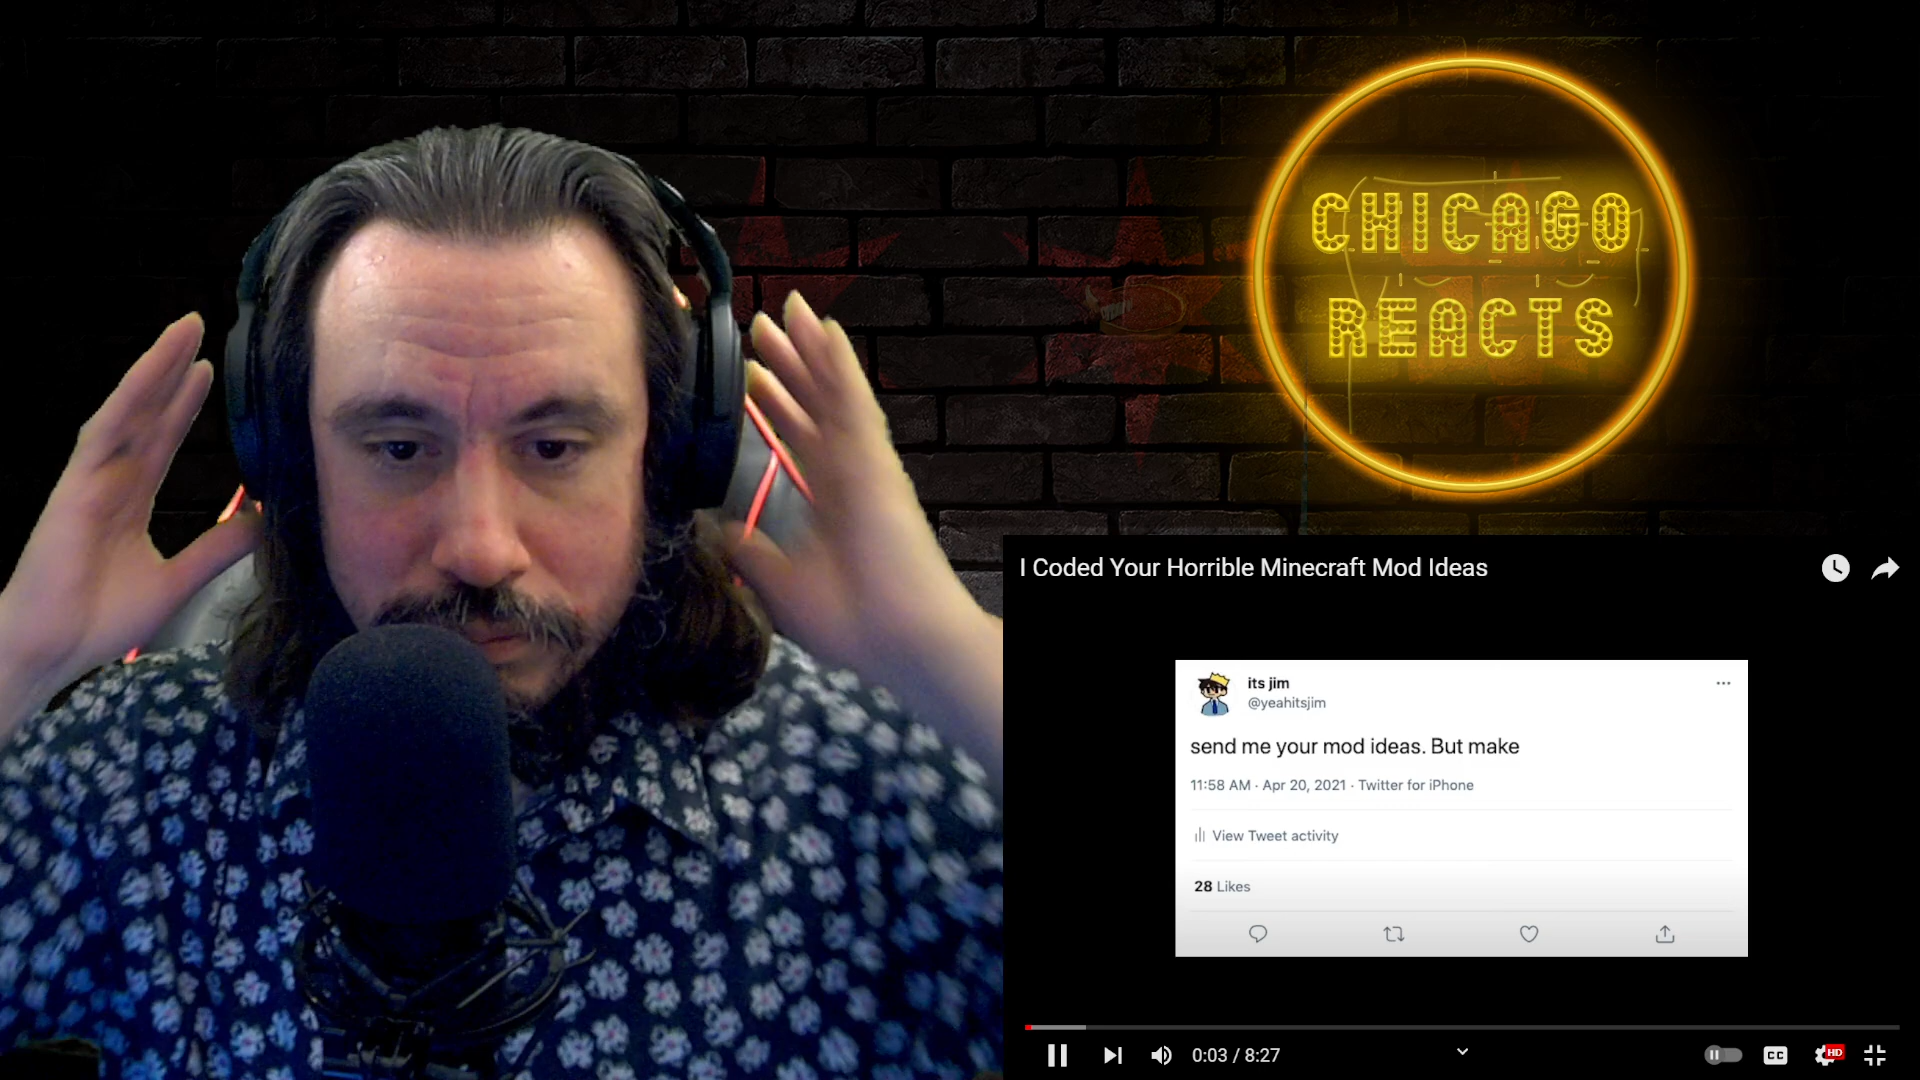 CHICAGO
REACTS
I Coded Your Horrible Minecraft Mod Ideas
its jim
@yeahitsjim
send me your mod ideas. But make
11:58 AM · Apr 20, 2021 · Twitter for iPhone
View Tweet activity
28 Likes
0:03 / 8:27
CC
HD